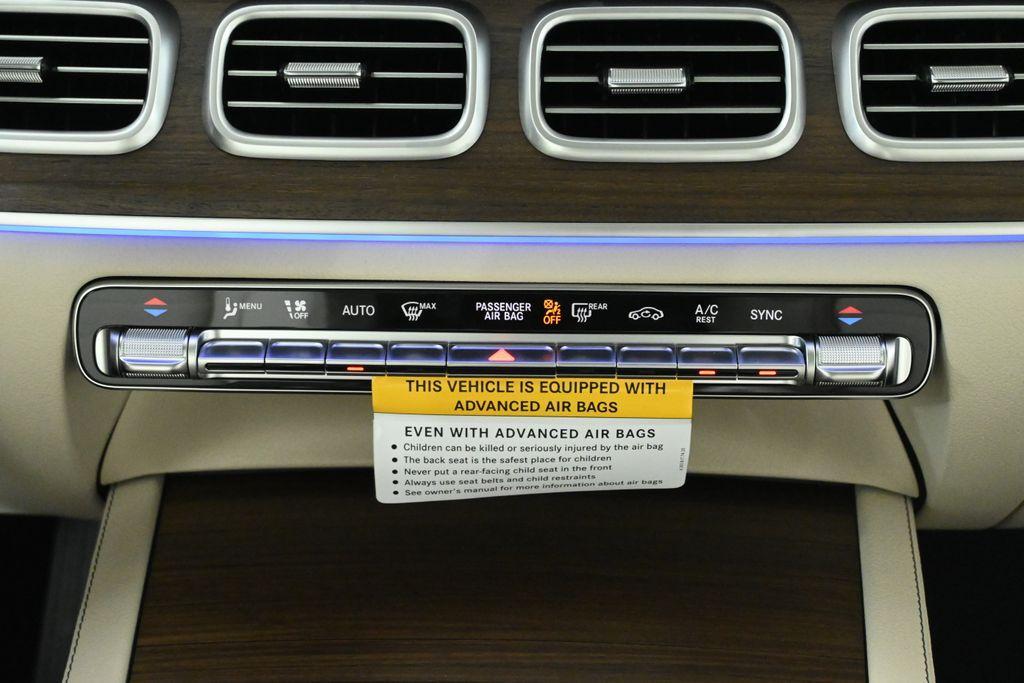 MENU
OFF
AUTO
MAX
PASSENGER
AIR BAG
OFF
REAR
A/C
REST
SYNC
THIS VEHICLE IS EQUIPPED WITH
ADVANCED AIR BAGS
EVEN WITH ADVANCED AIR BAGS
• Children can be killed or seriously injured by the air bag
• The back seat is the safest place for children
• Never put a rear-facing child seat in the front
• Always use seat belts and child restraints
• See owner's manual for more information about air bags